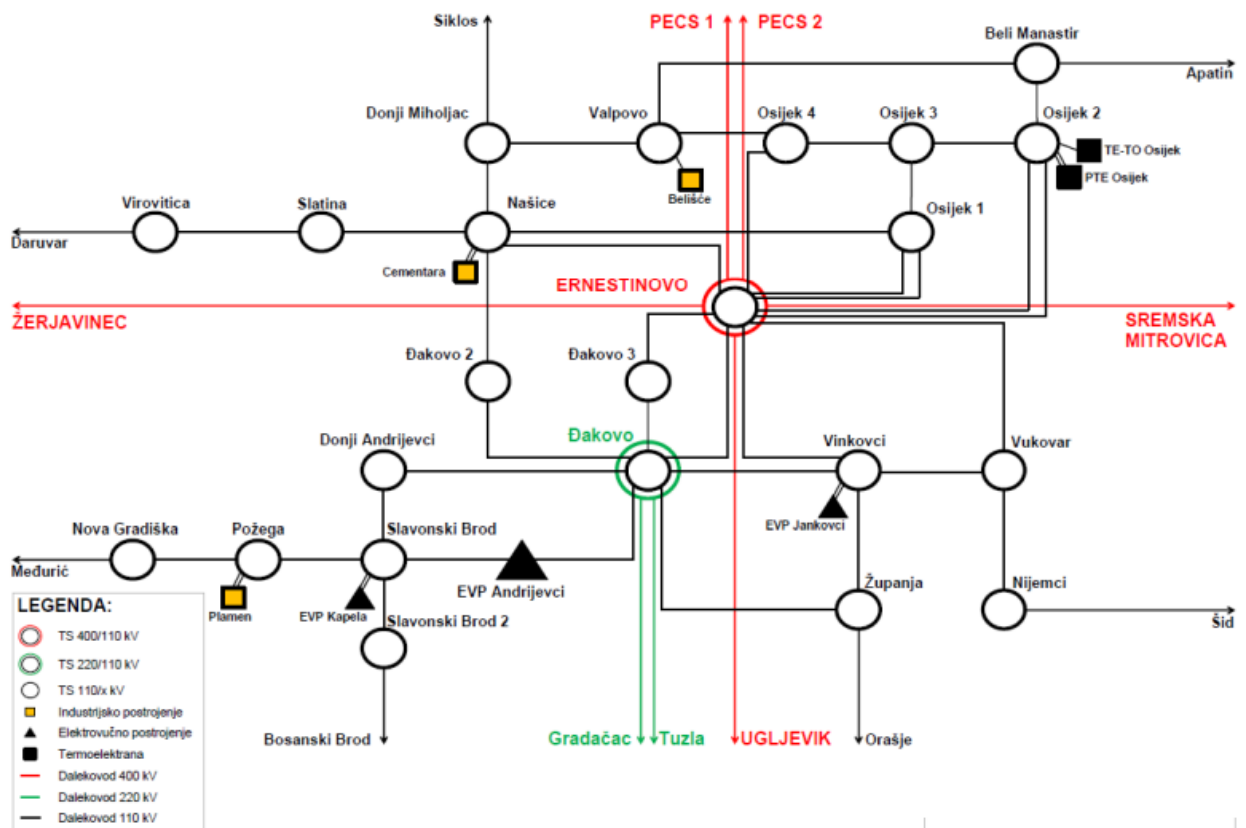 Siklos
PECS 1
PECS 2
Beli Manastir
Apatin
Donji Miholjac
Valpovo
Osijek 4
Osijek 3
Osijek 2
TE-TO Osijek
PTE Osijek
Belišće
Virovitica
Slatina
Našice
Osijek 1
Daruvar
Cementara
ERNESTINOVO
ŽERJAVINEC
SREMSKA
MITROVICA
Đakovo 2
Đakovo 3
Đakovo
Donji Andrijevci
Vinkovci
Vukovar
EVP Jankovci
Nova Gradiška
Požega
Slavonski Brod
Međurić
EVP Andrijevci
Županja
Nijemci
Plamen
EVP Kapela
Slavonski Brod 2
Šid
LEGENDA:
TS 400/110 kV
TS 220/110 kV
TS 110/x kV
Industrijsko postrojenje
Elektrovučno postrojenje
Termoelektrana
Dalekovod 400 kV
Dalekovod 220 kV
Dalekovod 110 kV
Bosanski Brod
Gradačac
Tuzla
UGLJEVIK
Orašje